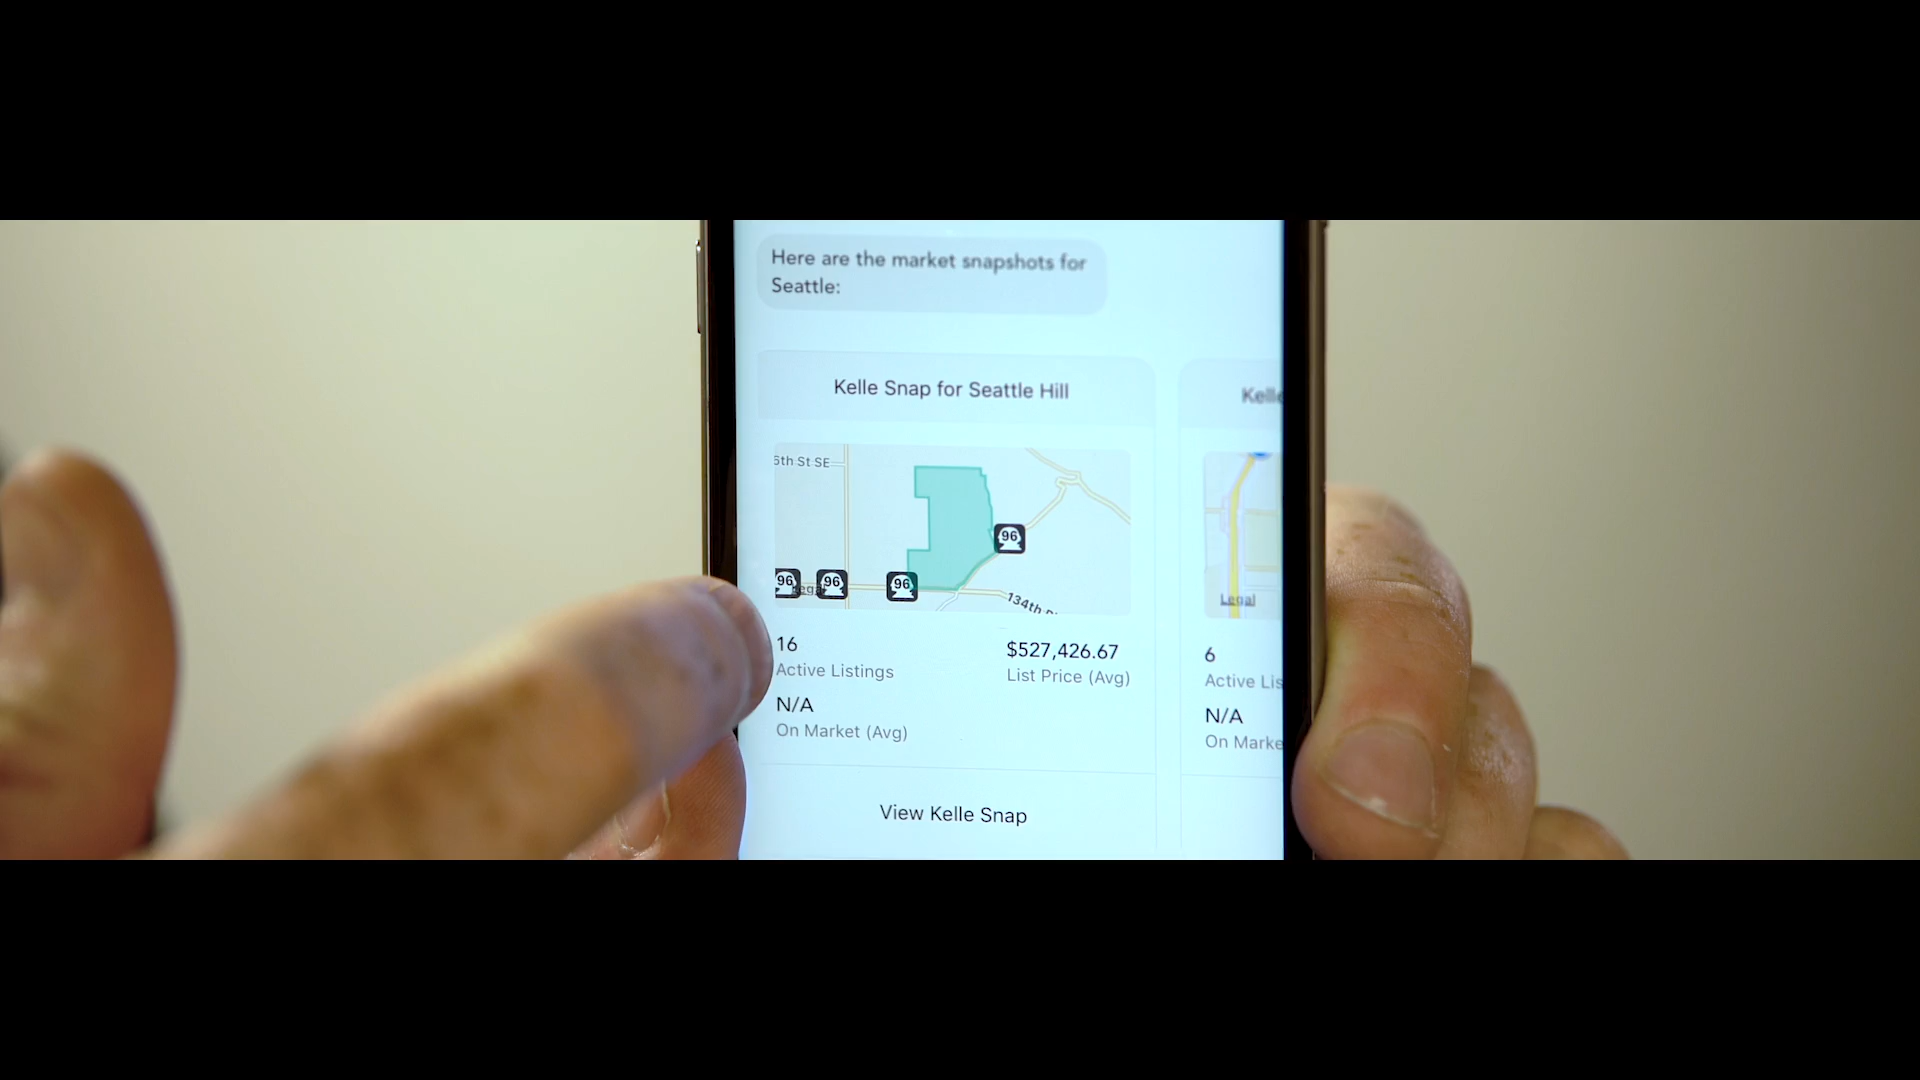 Here are the market snapshots for
Seattle:
Kelle Snap for Seattle Hill
Kelle
5th St SE
96
96
96
96
134th
Legal
16
Active Listings
$527,426.67
List Price (Avg)
N/A
On Market (Avg)
6
Active Lis
N/A
On Marke
View Kelle Snap